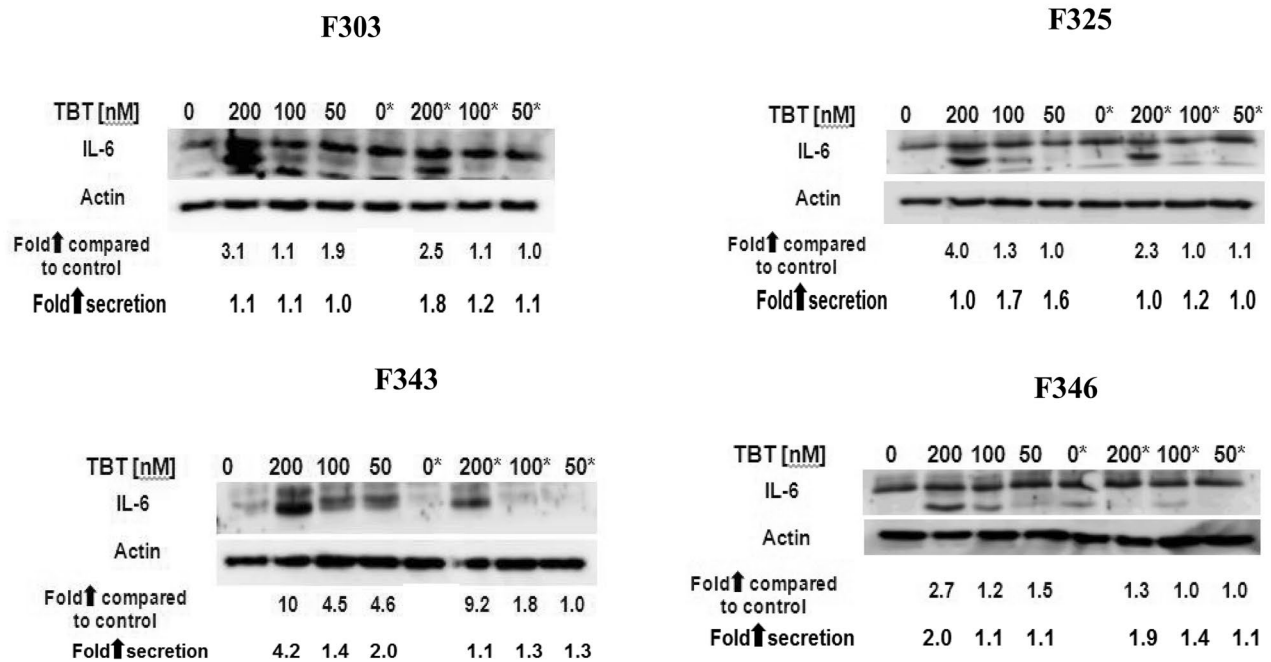 F303
TBT [nM] 0 200 100 50 0* 200* 100* 50*
IL-6
Actin
Fold⬆ compared
to control
3.1 1.1 1.9 2.5 1.1 1.0
Fold⬆secretion 1.1 1.1 1.0 1.8 1.2 1.1
F325
TBT [nM] 0 200 100 50 0* 200* 100* 50*
IL-6
Actin
Fold⬆ compared
to control
4.0 1.3 1.0 2.3 1.0 1.1
Fold⬆secretion 1.0 1.7 1.6 1.0 1.2 1.0
F343
TBT [nM] 0 200 100 50 0* 200* 100* 50*
IL-6
Actin
Fold⬆ compared
to control
10 4.5 4.6 9.2 1.8 1.0
Fold⬆secretion 4.2 1.4 2.0 1.1 1.3 1.3
F346
TBT [nM] 0 200 100 50 0* 200* 100* 50*
IL-6
Actin
Fold⬆ compared
to control
2.7 1.2 1.5 1.3 1.0 1.0
Fold⬆secretion 2.0 1.1 1.1 1.9 1.4 1.1